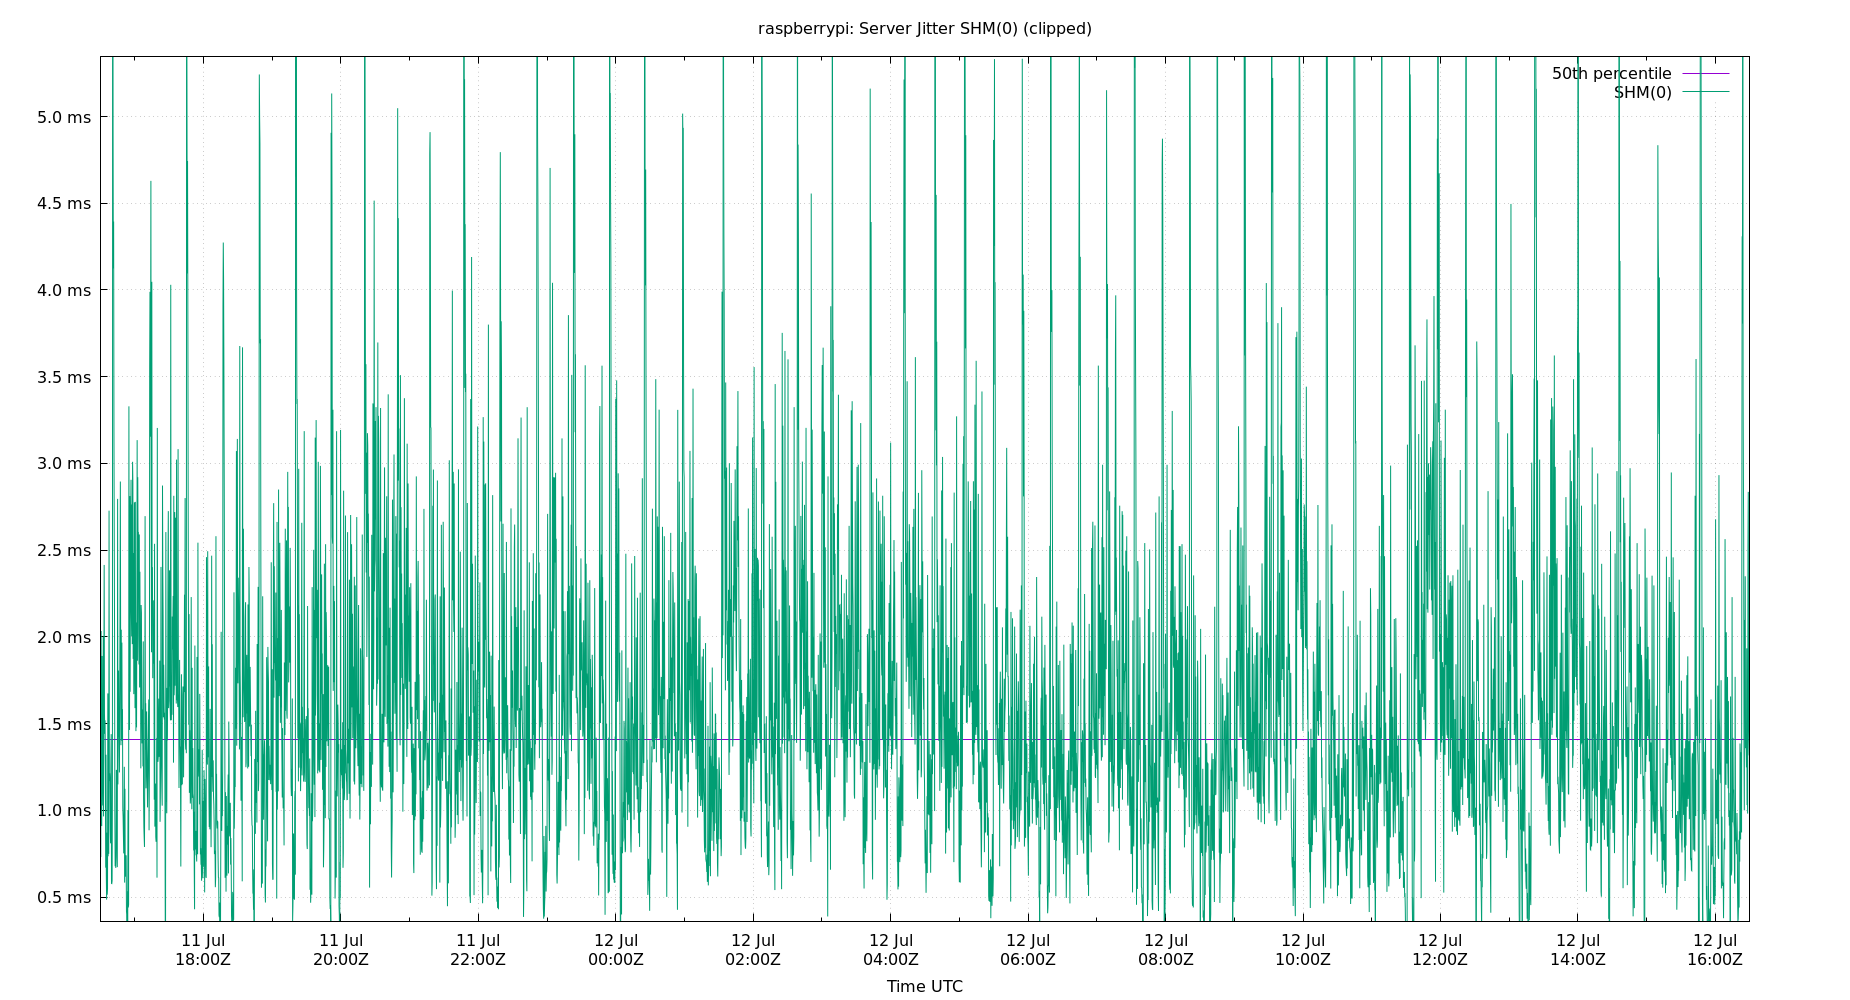 raspberrypi: Server Jitter SHM(0) (clipped)
50th percentile
SHM(0)
5.0 ms
4.5 ms
4.0 ms
3.5 ms
3.0 ms
2.5 ms
2.0 ms
1.5 ms
1.0 ms
0.5 ms
11 Jul 11 Jul 11 Jul 12 Jul 12 Jul 12 Jul 12 Jul 12 Jul 12 Jul 12 Jul 12 Jul 12 Jul
18:00Z 20:00Z 22:00Z 00:00Z 02:00Z 04:00Z 06:00Z 08:00Z 10:00Z 12:00Z 14:00Z 16:00Z
Time UTC